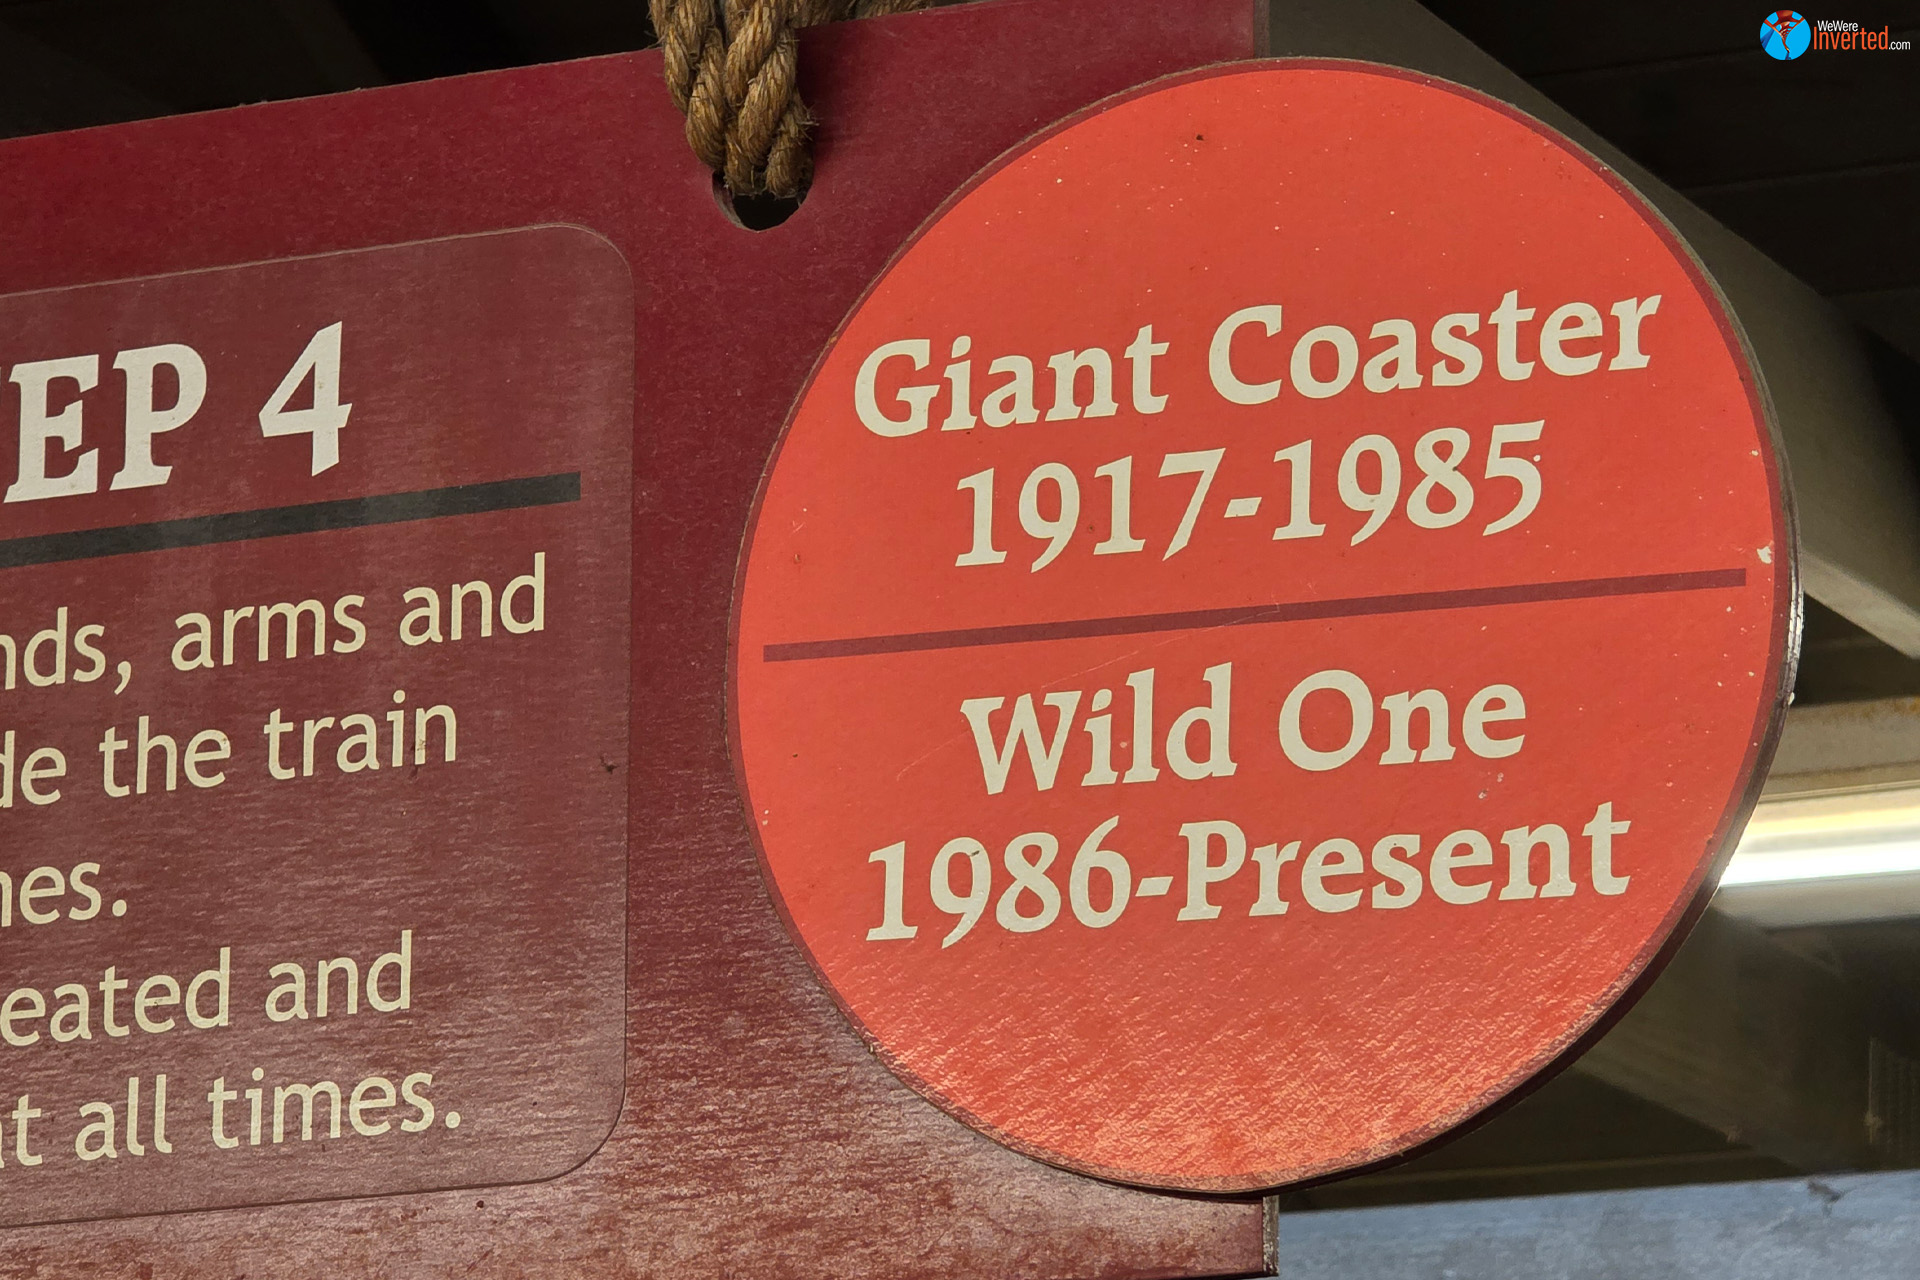 WeWere
Inverted.com
EP 4
nds, arms and
de the train
nes.
eated and
t all times.
Giant Coaster
1917-1985
Wild One
1986-Present